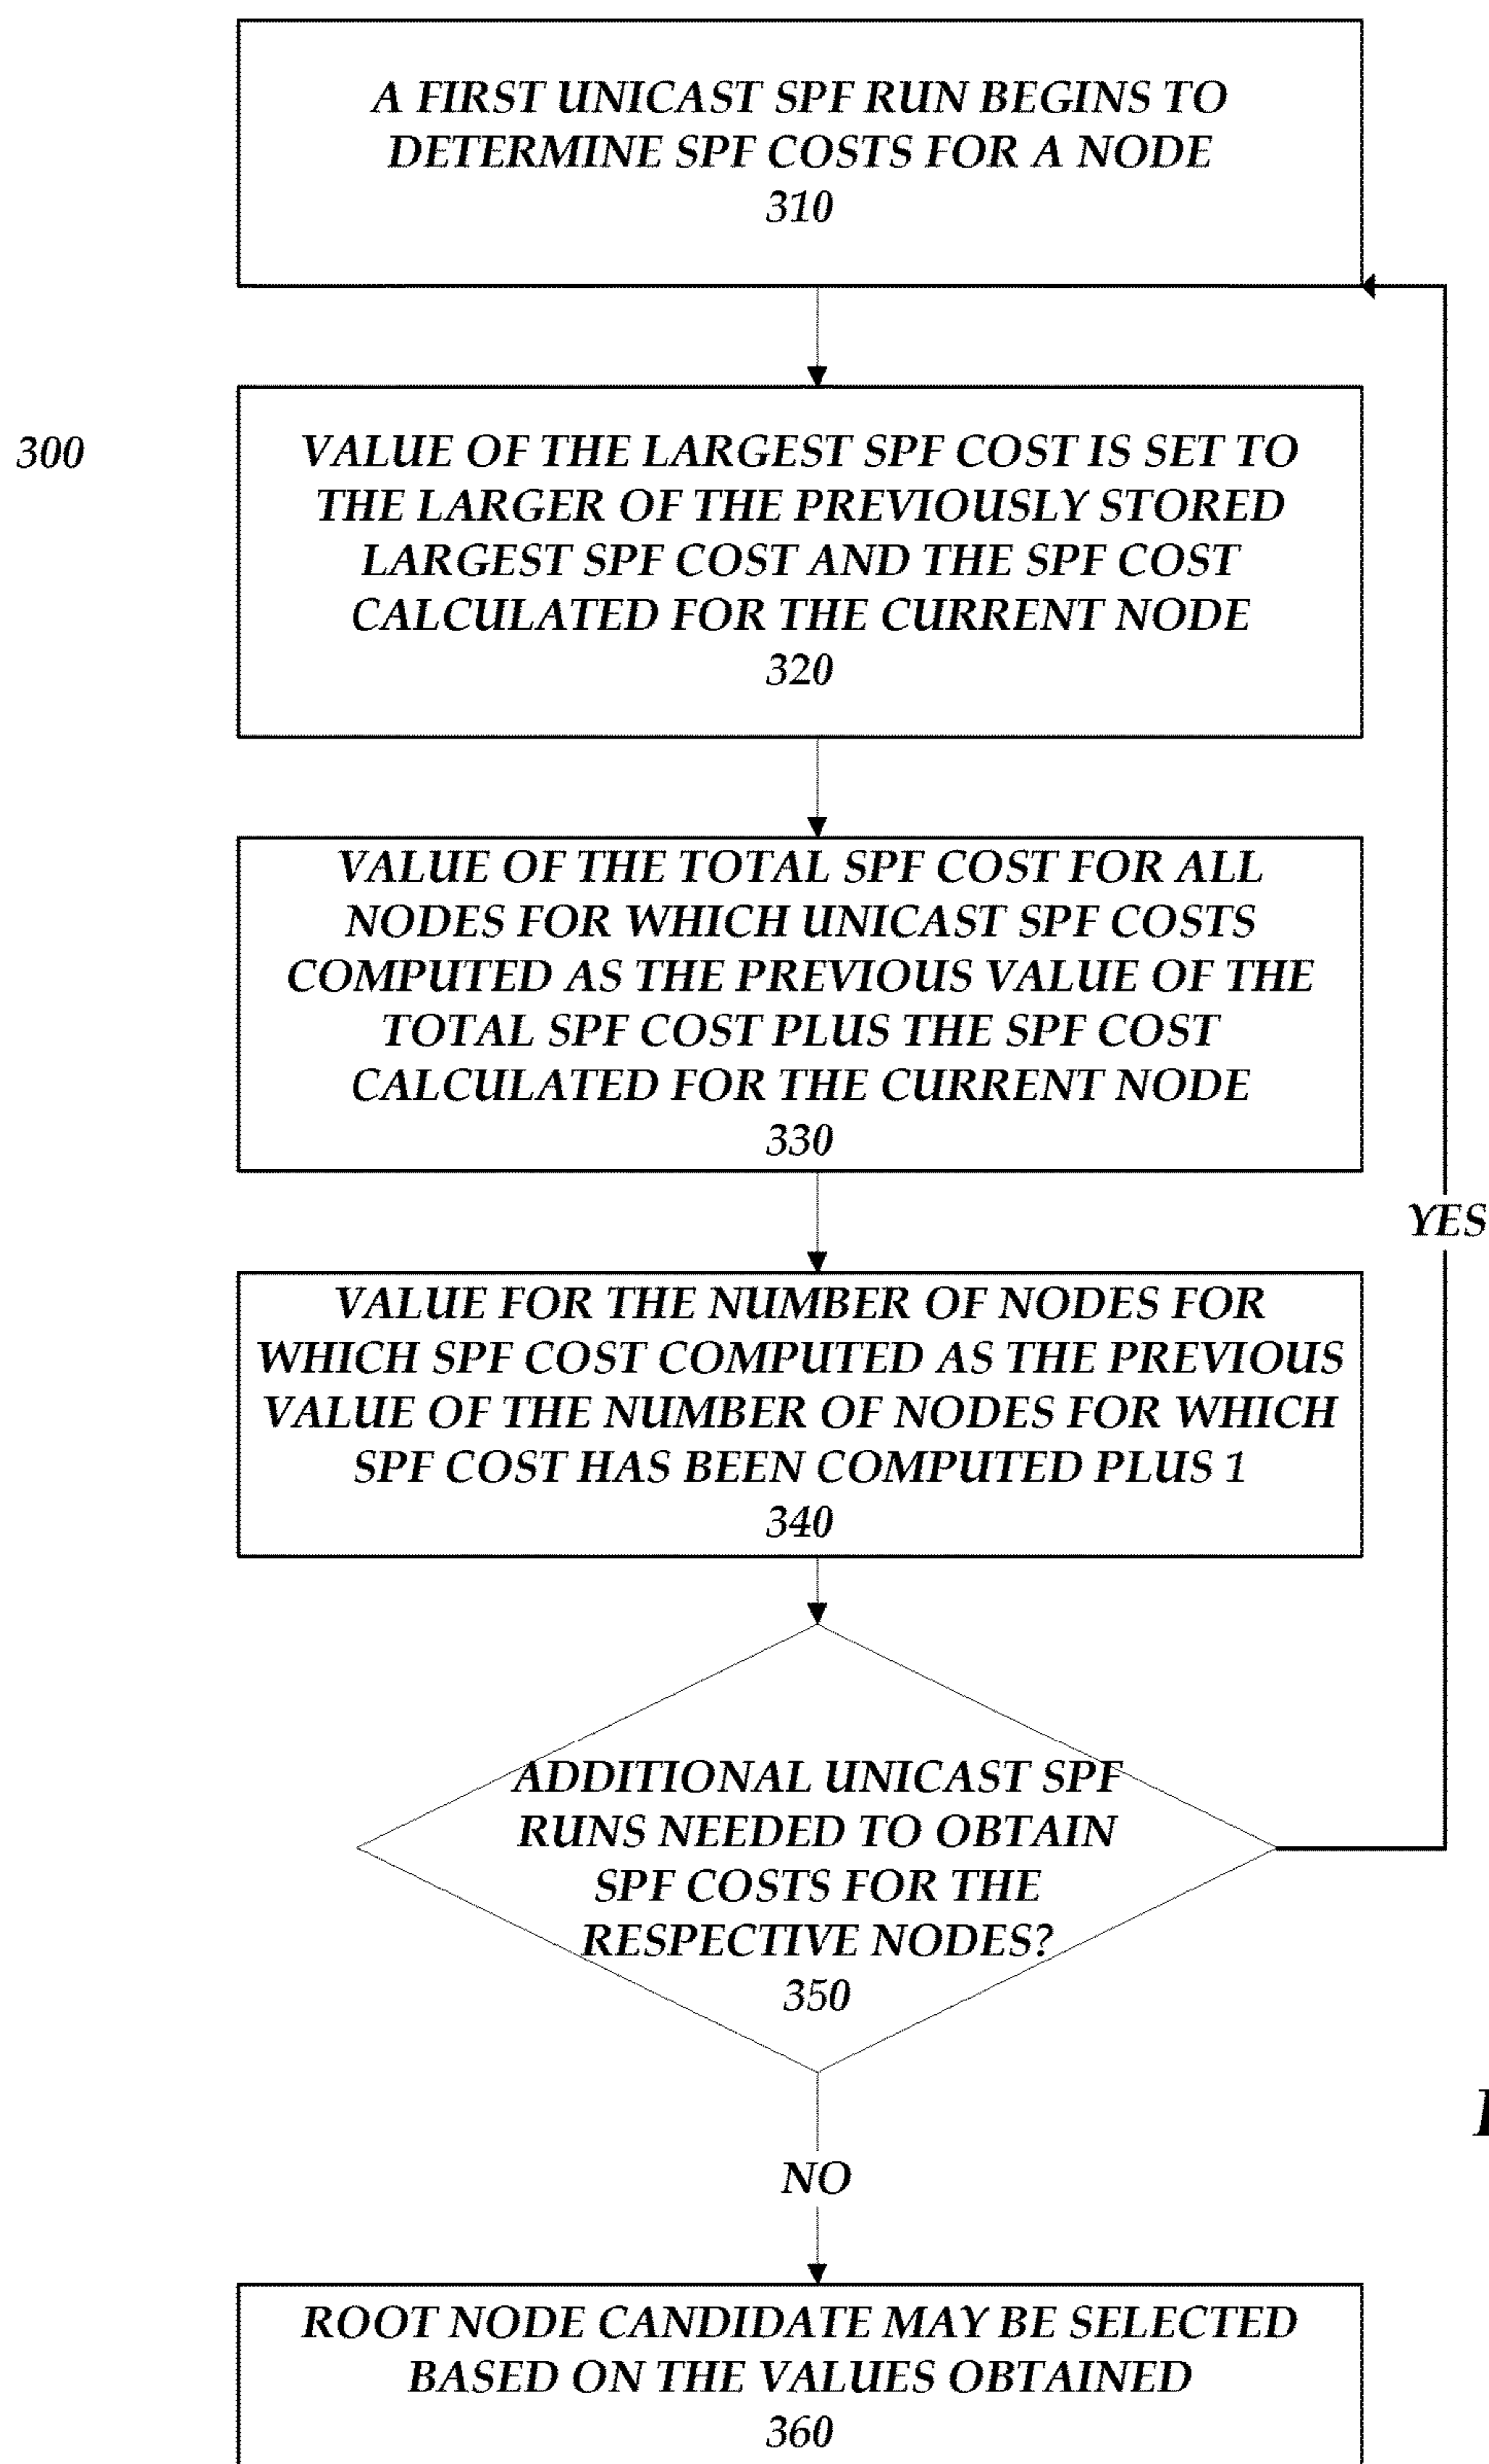 A FIRST UNICAST SPF RUN BEGINS TO
DETERMINE SPF COSTS FOR A NODE
310
300
VALUE OF THE LARGEST SPF COST IS SET TO
THE LARGER OF THE PREVIOUSLY STORED
LARGEST SPF COST AND THE SPF COST
CALCULATED FOR THE CURRENT NODE
320
VALUE OF THE TOTAL SPF COST FOR ALL
NODES FOR WHICH UNICAST SPF COSTS
COMPUTED AS THE PREVIOUS VALUE OF THE
TOTAL SPF COST PLUS THE SPF COST
CALCULATED FOR THE CURRENT NODE
330
YES
VALUE FOR THE NUMBER OF NODES FOR
WHICH SPF COST COMPUTED AS THE PREVIOUS
VALUE OF THE NUMBER OF NODES FOR WHICH
SPF COST HAS BEEN COMPUTED PLUS 1
340
ADDITIONAL UNICAST SPF
RUNS NEEDED TO OBTAIN
SPF COSTS FOR THE
RESPECTIVE NODES?
350
NO
ROOT NODE CANDIDATE MAY BE SELECTED
BASED ON THE VALUES OBTAINED
360